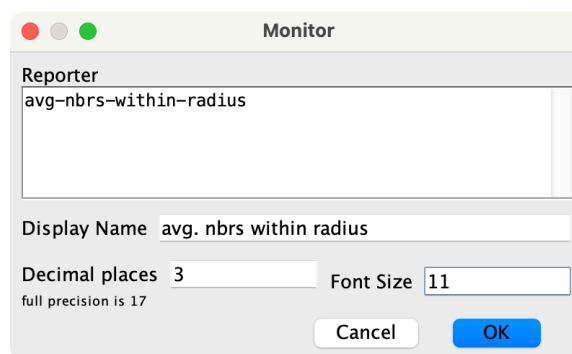 Monitor
Reporter
avg-nbrs-within-radius
Display Name avg. nbrs within radius
Decimal places 3 Font Size 11
full precision is 17
Cancel OK